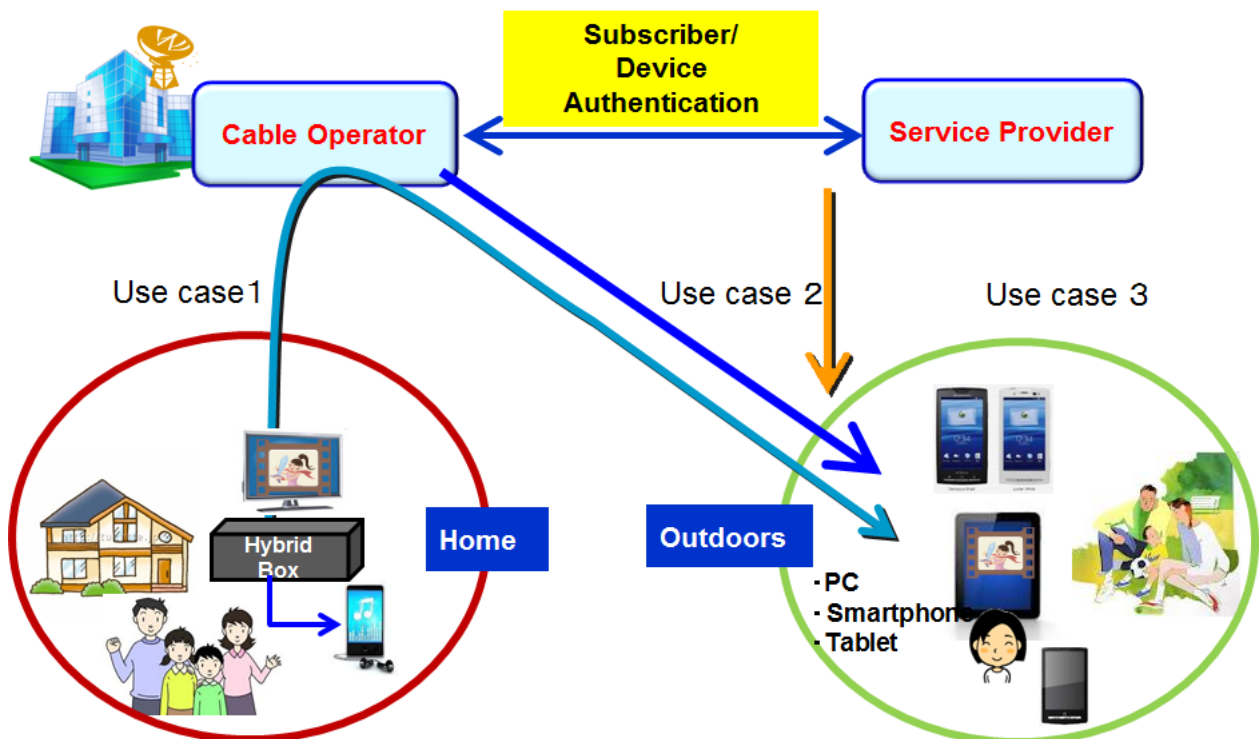 Subscriber/
Device
Authentication
Cable Operator
Service Provider
Use case1
Use case 2
Use case 3
Hybrid
Box
Home
Outdoors
- PC
- Smartphone
- Tablet